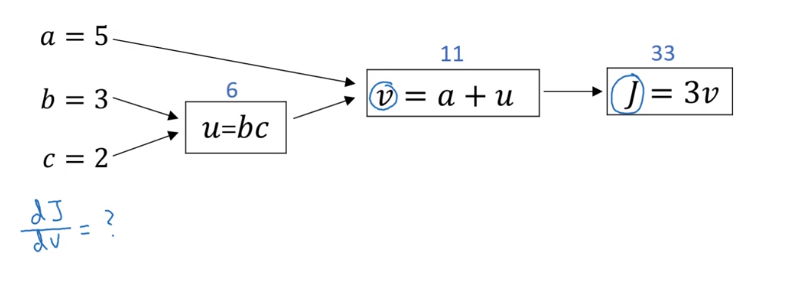 a = 5
11
33
b = 3
6
v = a + u
J = 3v
u=bc
c = 2
dJ/dv = ?